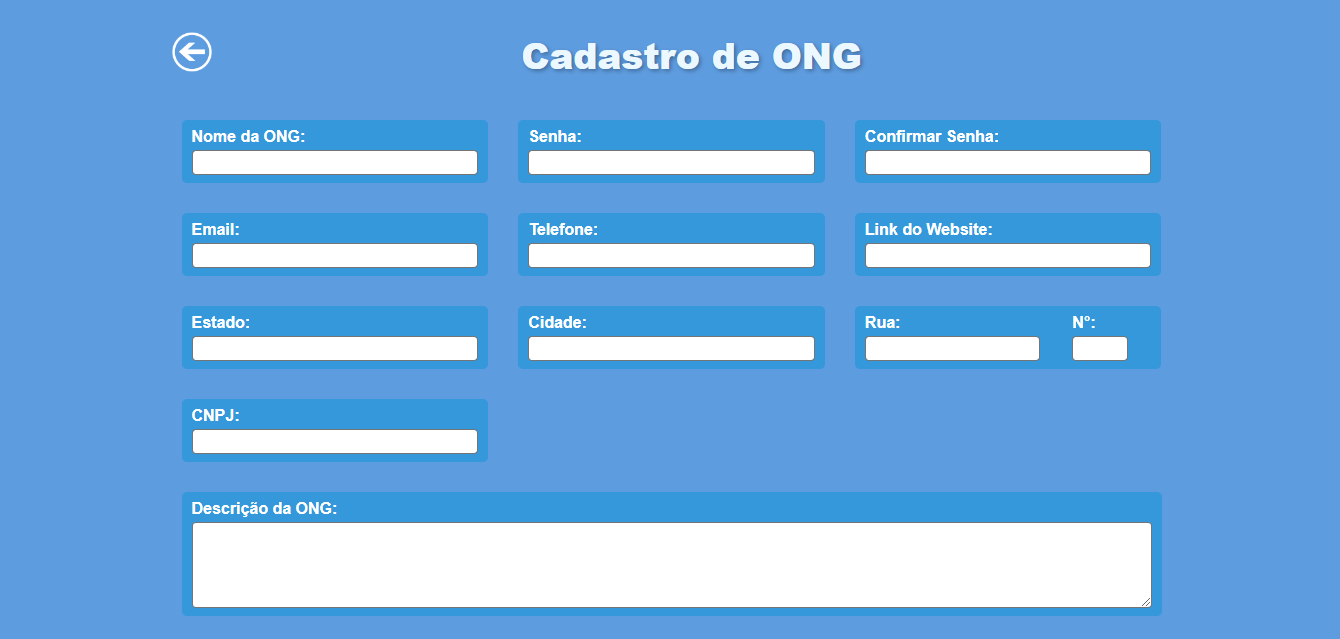 Cadastro de ONG
Nome da ONG: Senha: Confirmar Senha:
Email: Telefone: Link do Website:
Estado: Cidade: Rua: Nº:
CNPJ:
Descrição da ONG: